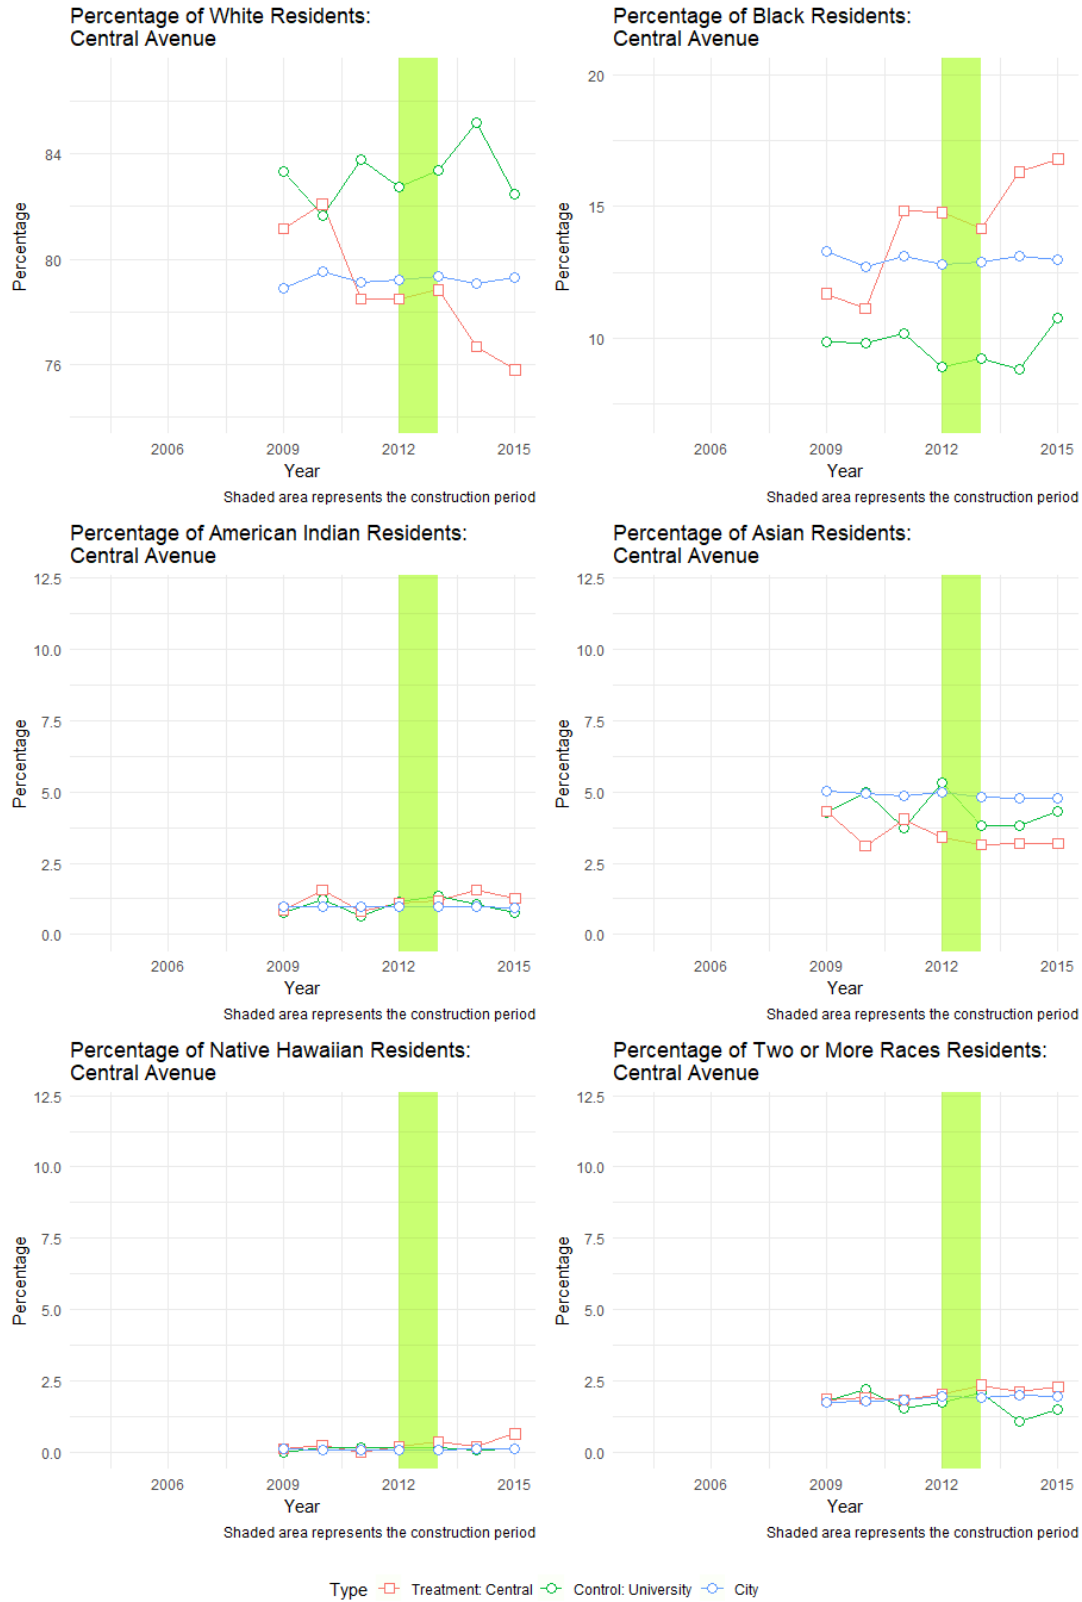 Percentage of White Residents:
Central Avenue
84
80
76
Percentage
2006 2009 2012 2015
Year
Shaded area represents the construction period
Percentage of Black Residents:
Central Avenue
20
15
10
Percentage
2006 2009 2012 2015
Year
Shaded area represents the construction period
Percentage of American Indian Residents:
Central Avenue
12.5
10.0
7.5
5.0
2.5
0.0
Percentage
2006 2009 2012 2015
Year
Shaded area represents the construction period
Percentage of Asian Residents:
Central Avenue
12.5
10.0
7.5
5.0
2.5
0.0
Percentage
2006 2009 2012 2015
Year
Shaded area represents the construction period
Percentage of Native Hawaiian Residents:
Central Avenue
12.5
10.0
7.5
5.0
2.5
0.0
Percentage
2006 2009 2012 2015
Year
Shaded area represents the construction period
Percentage of Two or More Races Residents:
Central Avenue
12.5
10.0
7.5
5.0
2.5
0.0
Percentage
2006 2009 2012 2015
Year
Shaded area represents the construction period
Type Treatment: Central Control: University City